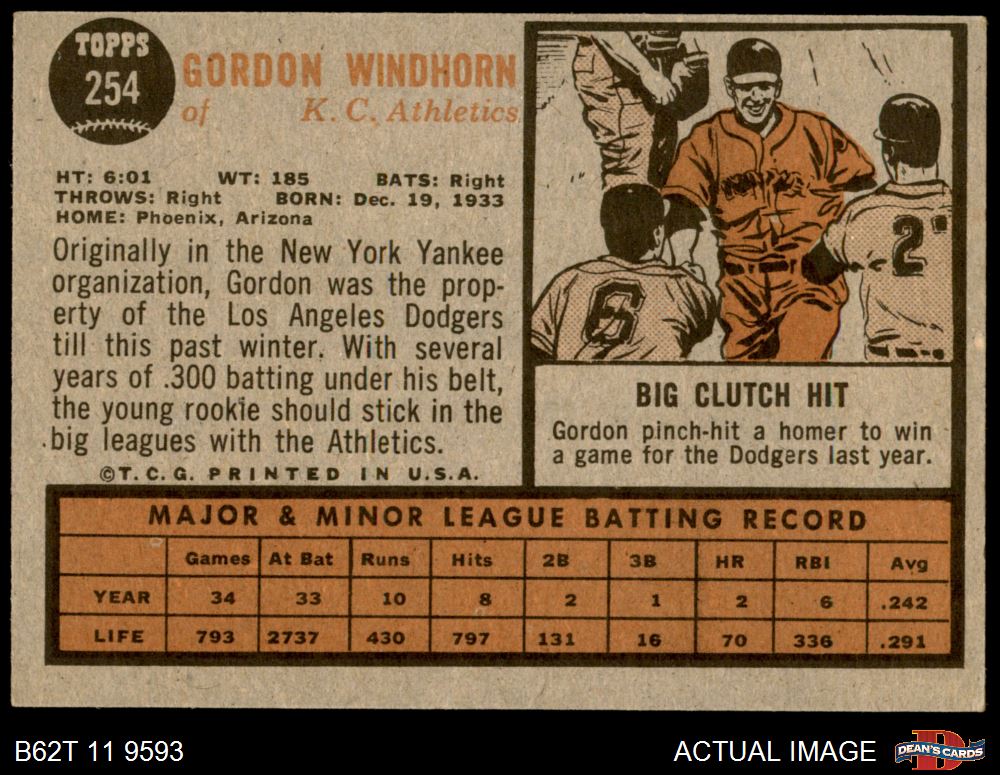 TOPPS
254
GORDON WINDHORN
of K. C. Athletics
HT: 6:01 WT: 185 BATS: Right
THROWS: Right BORN: Dec. 19, 1933
HOME: Phoenix, Arizona
Originally in the New York Yankee
organization, Gordon was the prop-
erty of the Los Angeles Dodgers
till this past winter. With several
years of .300 batting under his belt,
the young rookie should stick in the
big leagues with the Athletics.
©T.C.G. PRINTED IN U.S.A.
6
2
BIG CLUTCH HIT
Gordon pinch-hit a homer to win
a game for the Dodgers last year.
MAJOR & MINOR LEAGUE BATTING RECORD
Games At Bat Runs Hits 2B 3B HR RBI Avg
YEAR 34 33 10 8 2 1 2 6 .242
LIFE 793 2737 430 797 131 16 70 336 .291
B62T 11 9593
ACTUAL IMAGE
DEAN'S CARDS